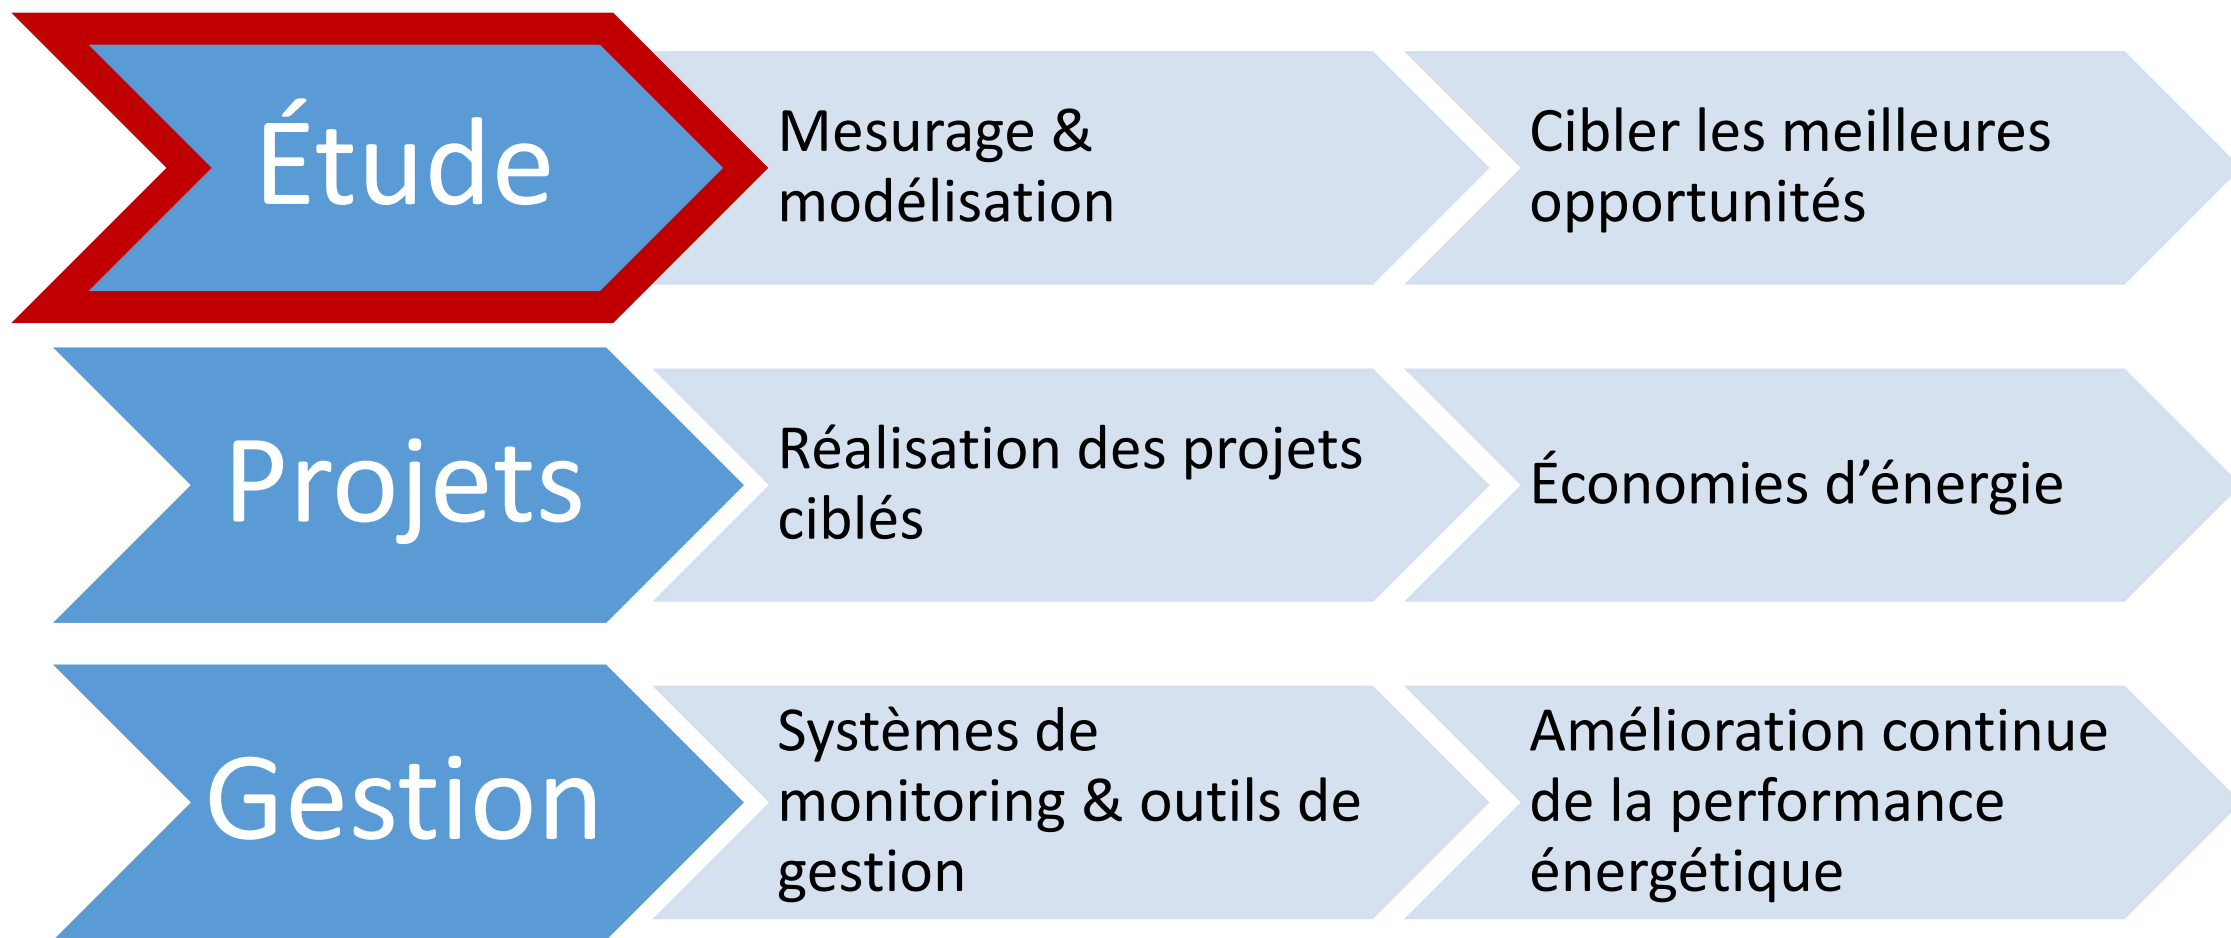 Étude
Mesurage &
modélisation
Cibler les meilleures
opportunités
Projets
Réalisation des projets
ciblés
Économies d’énergie
Gestion
Systèmes de
monitoring & outils de
gestion
Amélioration continue
de la performance
énergétique